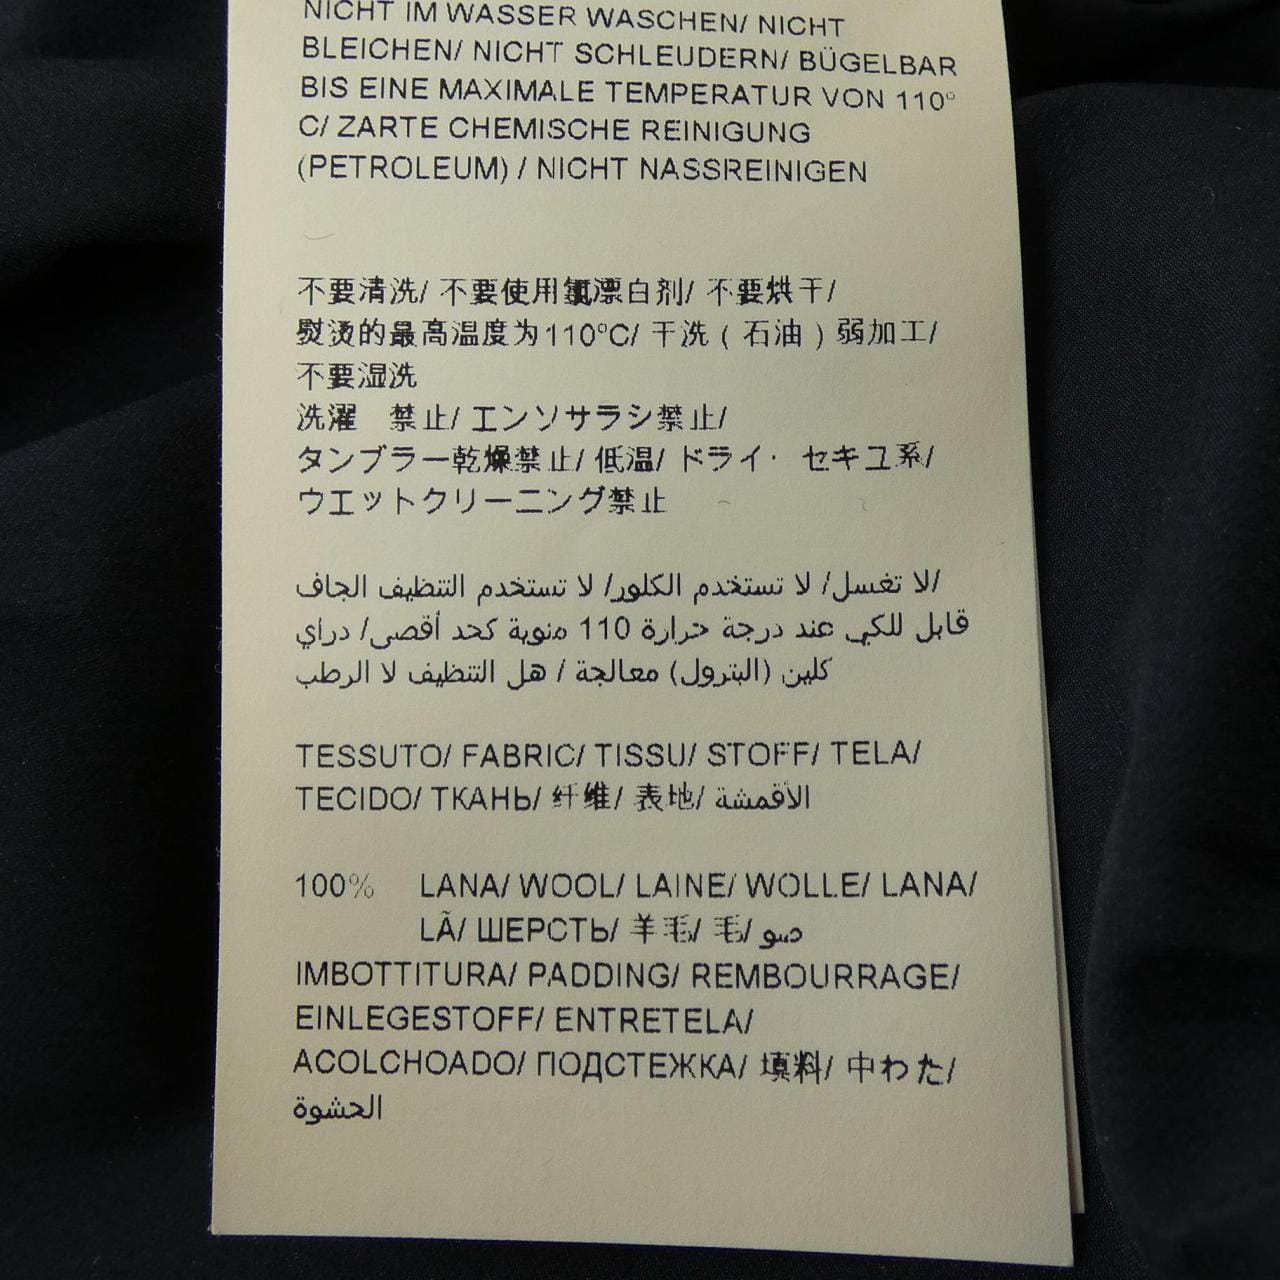 NICHT IM WASSER WASCHEN/ NICHT
BLEICHEN/ NICHT SCHLEUDERN/ BÜGELBAR
BIS EINE MAXIMALE TEMPERATUR VON 110°
C/ ZARTE CHEMISCHE REINIGUNG
(PETROLEUM) / NICHT NASSREINIGEN
不要清洗/ 不要使用氯漂白剂/ 不要烘干/
熨烫的最高温度为110°C/ 干洗 ( 石油 ) 弱加工/
不要湿洗
洗濯　禁止/ エンソサラシ禁止/
タンブラー乾燥禁止/ 低温/ ドライ・ セキユ系/
ウエットクリーニング禁止
لا تغسل/ لا تستخدم الكلور/ لا تستخدم التنظيف الجاف/
قابل للكي عند درجة حرارة 110 منوية كحد أقصى/ دراي
كلين (البترول) معالجة / هل التنظيف لا الرطب
TESSUTO/ FABRIC/ TISSU/ STOFF/ TELA/
TECIDO/ ТКАНЬ/ 纤维/ 表地/ الأقمشة
100% LANA/ WOOL/ LAINE/ WOLLE/ LANA/
LÃ/ ШЕРСТЬ/ 羊毛/ 毛/ صو
IMBOTTITURA/ PADDING/ REMBOURRAGE/
EINLEGESTOFF/ ENTRETELA/
ACOLCHOADO/ ПОДСТЕЖКА/ 填料/ 中わた/
الحشوة